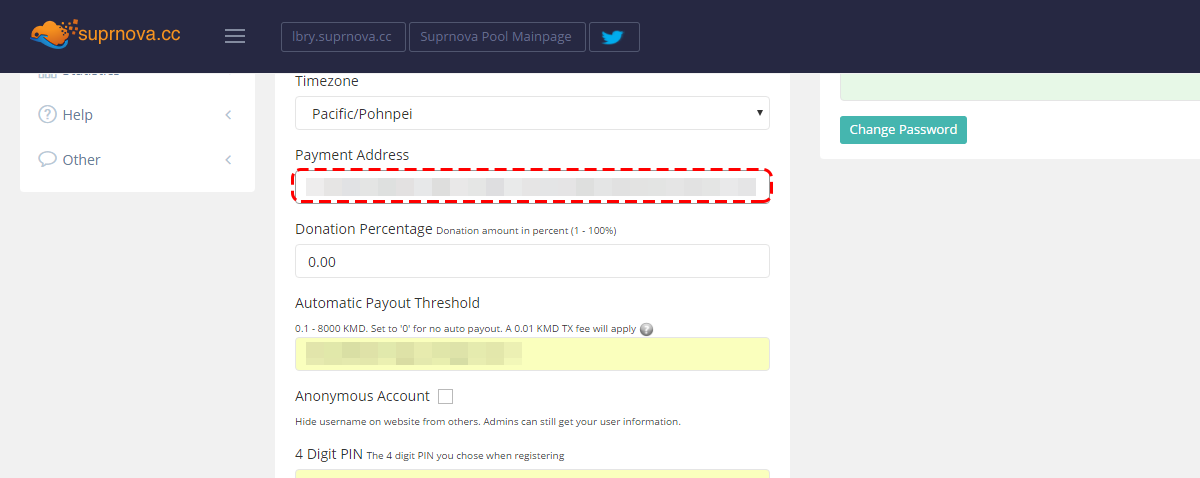 suprnova.cc
lbry.suprnova.cc
Suprnova Pool Mainpage
Statistics
Help
Other
Timezone
Pacific/Pohnpei
Payment Address
Donation Percentage Donation amount in percent (1 - 100%)
0.00
Automatic Payout Threshold
0.1 - 8000 KMD. Set to '0' for no auto payout. A 0.01 KMD TX fee will apply ?
Anonymous Account
Hide username on website from others. Admins can still get your user information.
4 Digit PIN The 4 digit PIN you chose when registering
Change Password